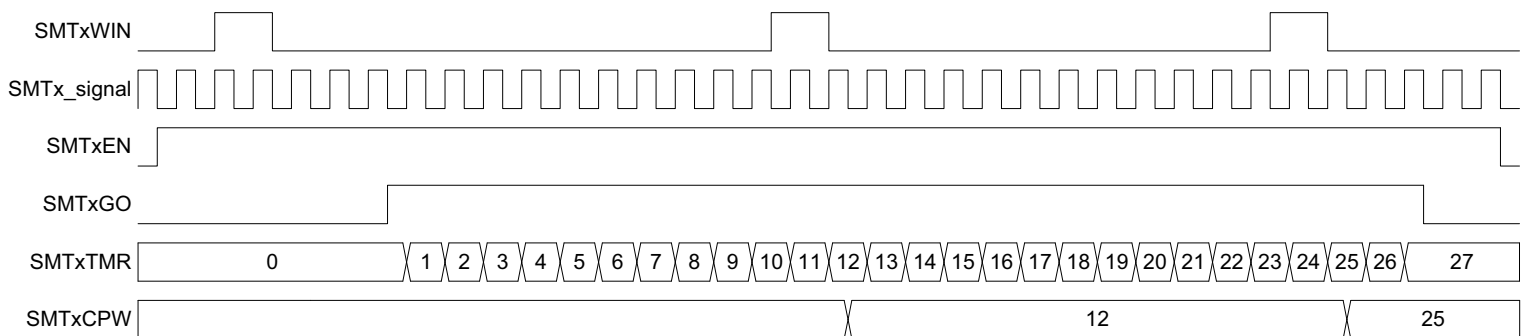 SMTxWIN
SMTx_signal
SMTxEN
SMTxGO
SMTxTMR 0 1 2 3 4 5 6 7 8 9 10 11 12 13 14 15 16 17 18 19 20 21 22 23 24 25 26 27
SMTxCPW 12 25